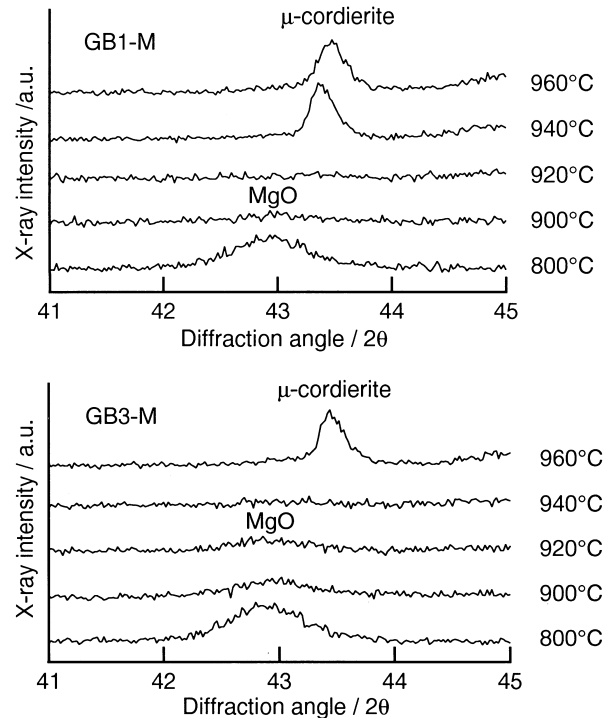 μ-cordierite
GB1-M
960°C
940°C
920°C
MgO
900°C
800°C
X-ray intensity /a.u.
41 42 43 44 45
Diffraction angle / 2θ
μ-cordierite
GB3-M
960°C
940°C
MgO
920°C
900°C
800°C
X-ray intensity / a.u.
41 42 43 44 45
Diffraction angle / 2θ